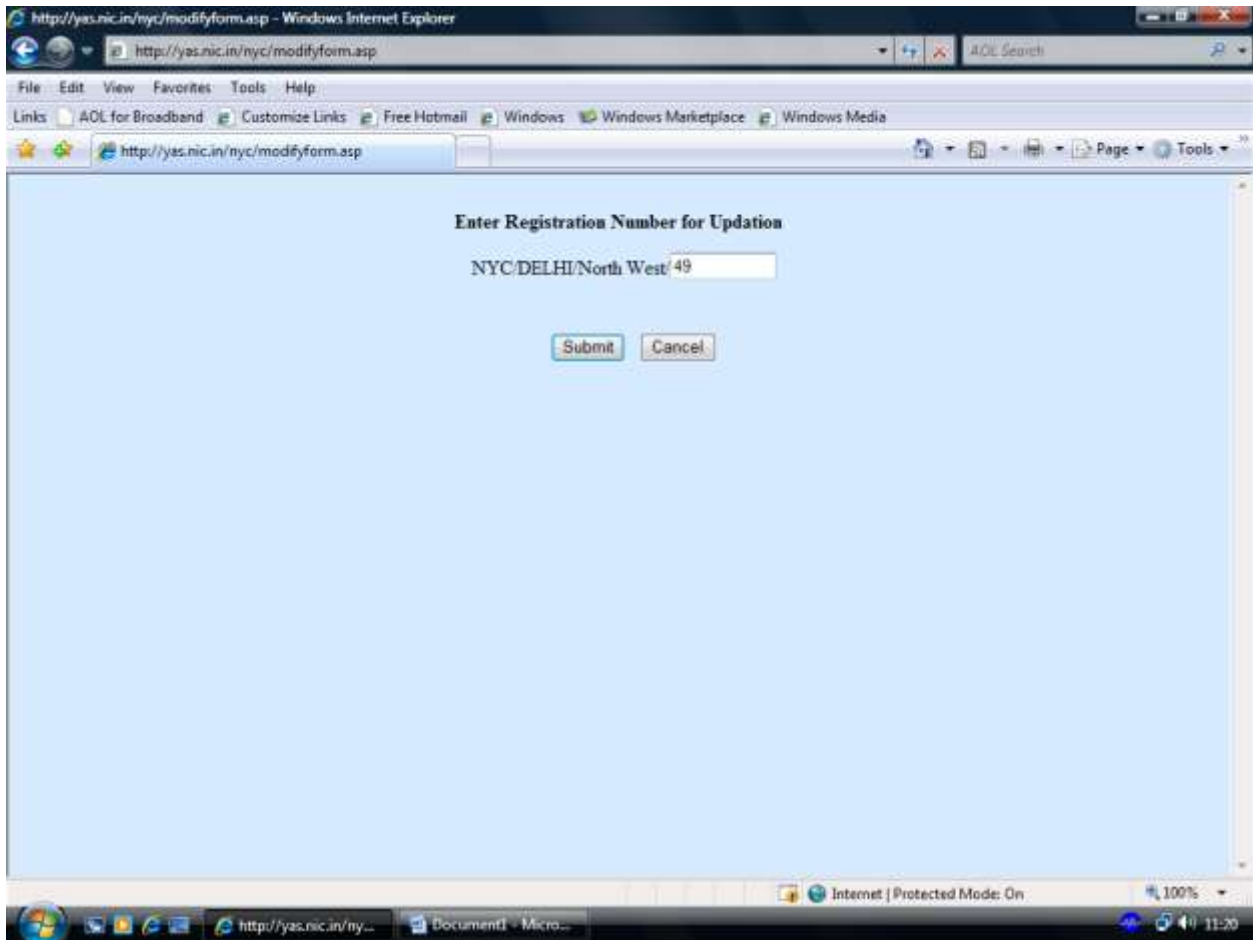 http://yas.nic.in/nyc/modifyform.asp - Windows Internet Explorer
http://yas.nic.in/nyc/modifyform.asp AOL Search
File Edit View Favorites Tools Help
Links AOL for Broadband Customize Links Free Hotmail Windows Windows Marketplace Windows Media
http://yas.nic.in/nyc/modifyform.asp Page Tools
Enter Registration Number for Updation
NYC/DELHI/North West/ 49
Submit Cancel
Internet | Protected Mode: On 100%
http://yas.nic.in/ny... Document1 - Micro... 11:20